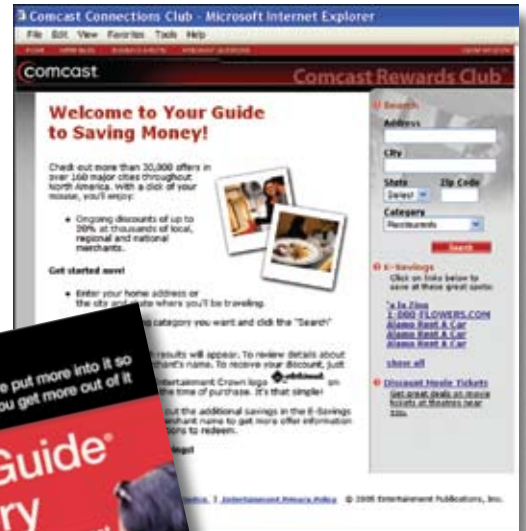 Comcast Connections Club - Microsoft Internet Explorer
File Edit View Favorites Tools Help
comcast
Comcast Rewards Club
Welcome to Your Guide
to Saving Money!
Check out more than 30,000 offers in
over 160 major cities throughout
North America. With a click of your
mouse, you'll enjoy:
Ongoing discounts of up to
20% at thousands of local,
regional and national
merchants.
Get started now!
Enter your home address or
the city and state where you'll be traveling.
category you want and click the "Search"
results will appear. To review details about
name. To receive your discount, just
Entertainment Crown logo on
the time of purchase. It's that simple!
out the additional savings in the E-Savings
merchant name to get more offer information
to redeem.
Search
Address
City
State Zip Code
Select
Category
Restaurants
Search
E-Savings
Click on links below to
save at these great spots:
1-800-FLOWERS.COM
Alamo Rent A Car
Alamo Rent A Car
Alamo Rent A Car
show all
Discount Movie Tickets
Get great deals on movie
tickets at theatres near
you.
Entertainment Privacy Policy © 2005 Entertainment Publications, Inc.
put more into it so
you get more out of it
Guide®